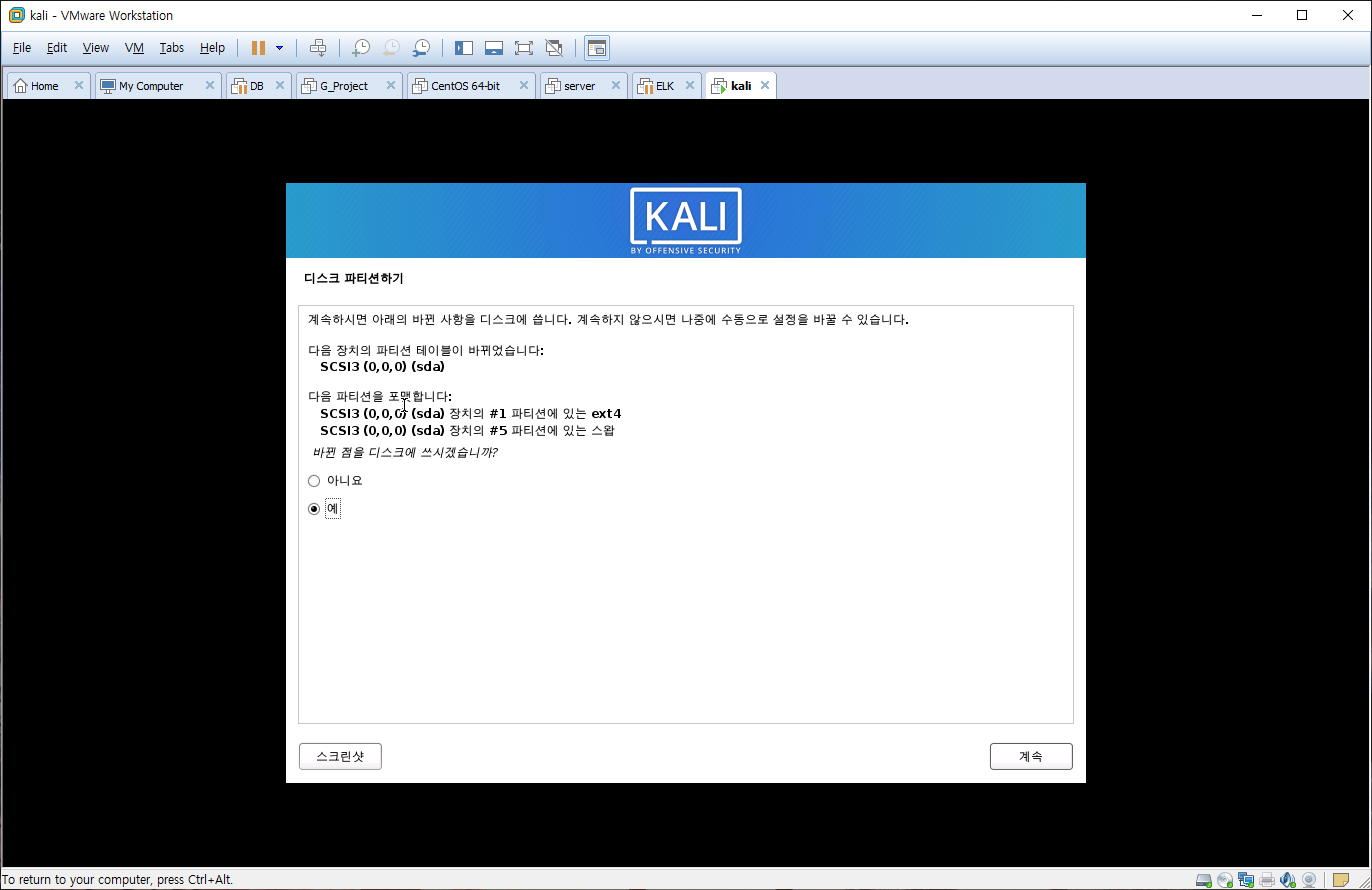 kali - VMware Workstation
File Edit View VM Tabs Help
Home My Computer DB G_Project CentOS 64-bit server ELK kali
KALI
BY OFFENSIVE SECURITY
디스크 파티션하기
계속하시면 아래의 바뀐 사항을 디스크에 씁니다. 계속하지 않으시면 나중에 수동으로 설정을 바꿀 수 있습니다.
다음 장치의 파티션 테이블이 바뀌었습니다:
SCSI3 (0,0,0) (sda)
다음 파티션을 포맷합니다:
SCSI3 (0,0,0) (sda) 장치의 #1 파티션에 있는 ext4
SCSI3 (0,0,0) (sda) 장치의 #5 파티션에 있는 스왑
바뀐 점을 디스크에 쓰시겠습니까?
아니요
예
스크린샷 계속
To return to your computer, press Ctrl+Alt.